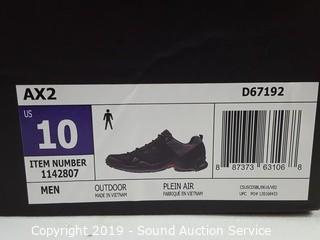 AX2
D67192
US
10
ITEM NUMBER
1142807
8 87373 63106 8
MEN
OUTDOOR
MADE IN VIETNAM
PLEIN AIR
FABRIQUÉ EN VIETNAM
UPC
Copyright 2019 - Sound Auction Service